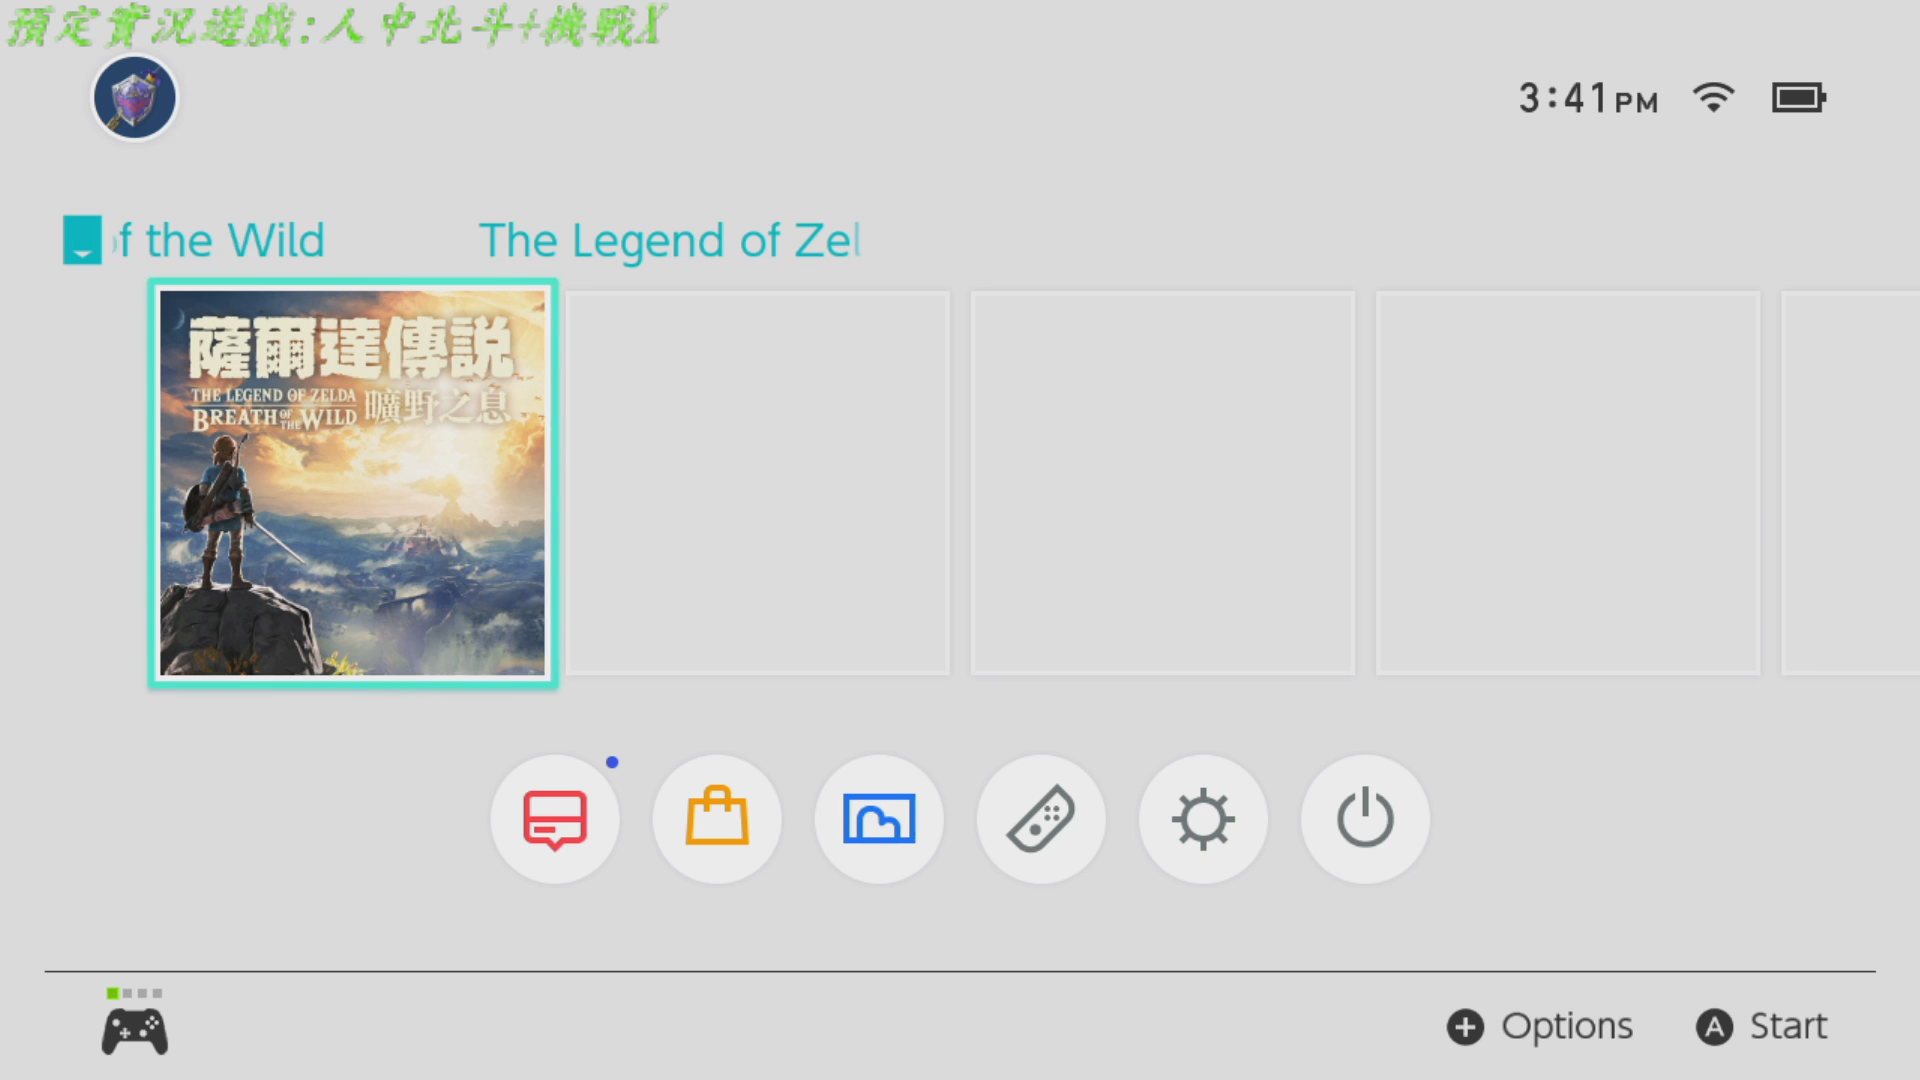 預定實況遊戲:人中北斗+機戰X
3:41PM
of the Wild The Legend of Zel
薩爾達傳說
THE LEGEND OF ZELDA
BREATH OF THE WILD 曠野之息
Options
A Start